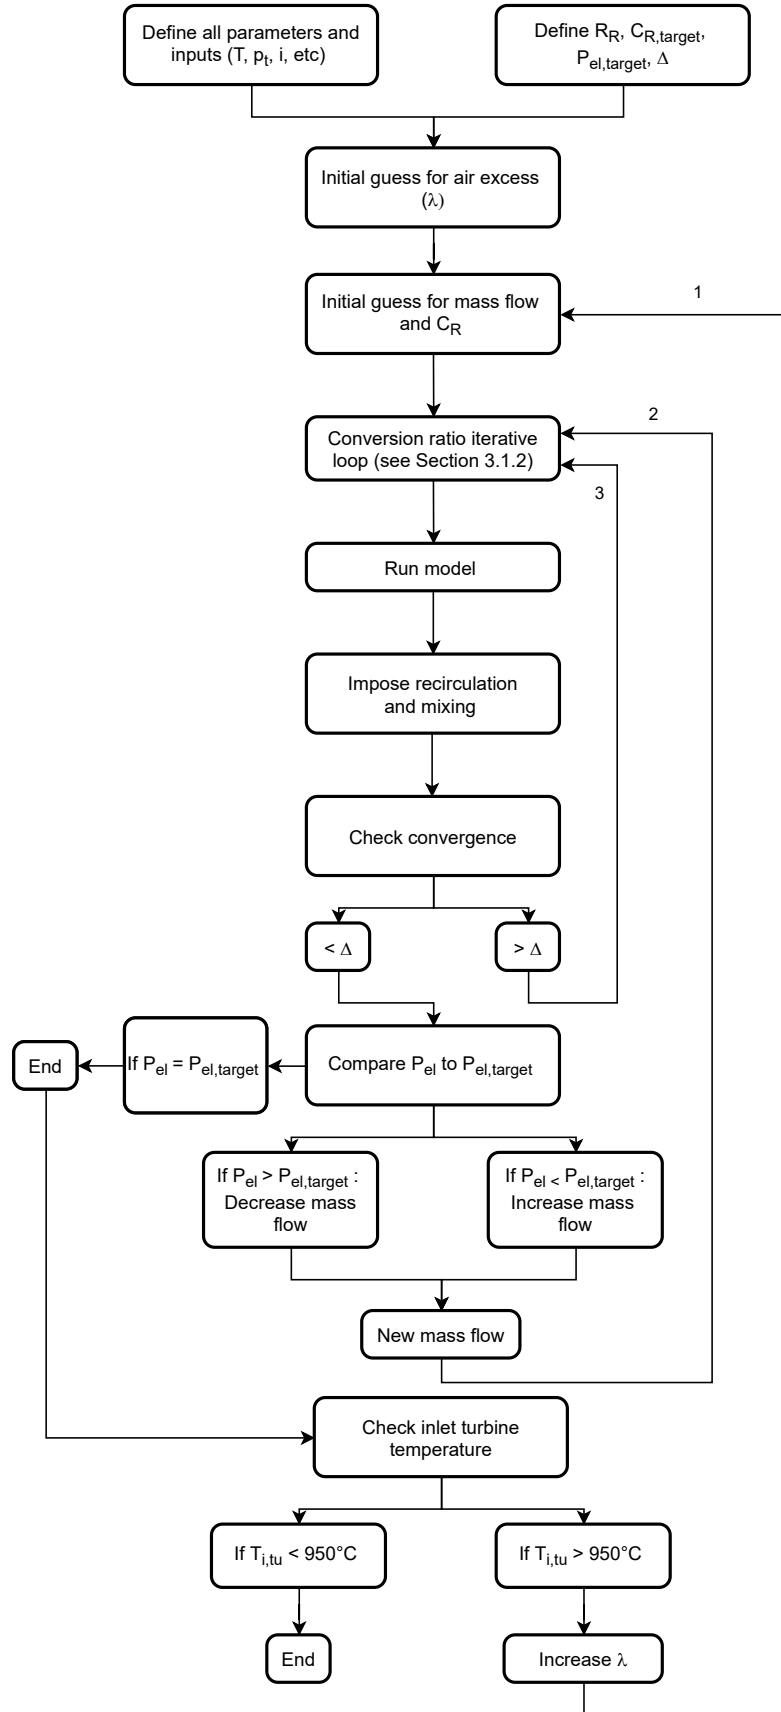 Define all parameters and
inputs (T, pt, i, etc)
Define RR, CR,target,
Pel,target, Δ
Initial guess for air excess
(λ)
Initial guess for mass flow
and CR
1
Conversion ratio iterative
loop (see Section 3.1.2)
2
3
Run model
Impose recirculation
and mixing
Check convergence
< Δ
> Δ
End
If Pel = Pel,target
Compare Pel to Pel,target
If Pel > Pel,target :
Decrease mass
flow
If Pel < Pel,target :
Increase mass
flow
New mass flow
Check inlet turbine
temperature
If Ti,tu < 950°C
If Ti,tu > 950°C
End
Increase λ